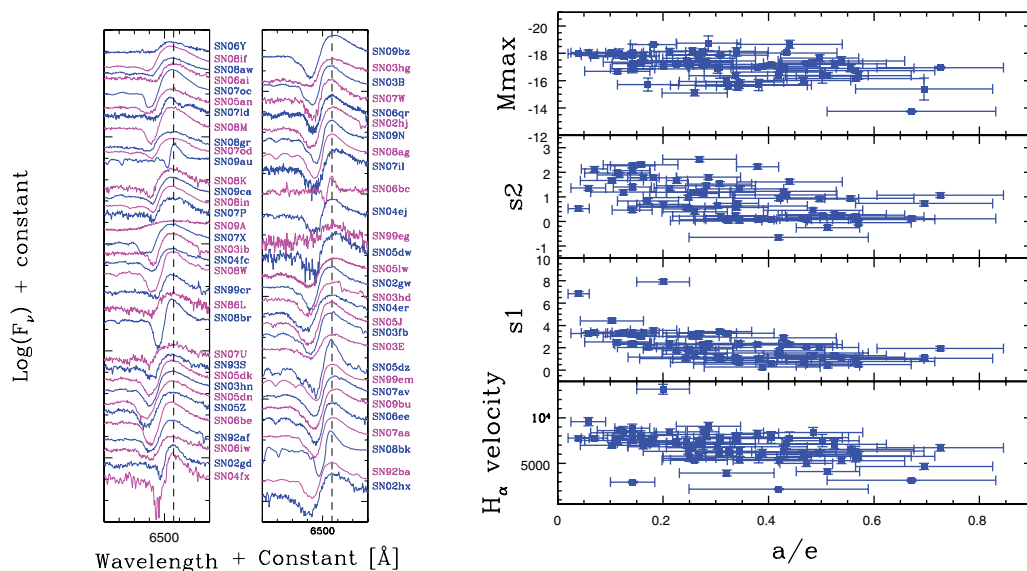 Log(Fν) + constant
SN06Y
SN08if
SN08aw
SN06ai
SN07oc
SN05an
SN07ld
SN08M
SN08gr
SN07od
SN09au
SN08K
SN09ca
SN08in
SN07P
SN09A
SN07X
SN03ib
SN04fc
SN08W
SN99cr
SN86L
SN08br
SN07U
SN93S
SN05dk
SN03hn
SN05dn
SN05Z
SN06be
SN92af
SN06iw
SN02gd
SN04fx
6500
SN09bz
SN03hg
SN03B
SN07W
SN06qr
SN02hj
SN09N
SN08ag
SN07il
SN06bc
SN04ej
SN99eg
SN05dw
SN05lw
SN02gw
SN03hd
SN04er
SN05J
SN03fb
SN03E
SN05dz
SN99em
SN07av
SN09bu
SN06ee
SN07aa
SN08bk
SN92ba
SN02hx
6500
Wavelength + Constant [Å]
Mmax
-18
-16
-14
-12
s2
3
2
1
0
-1
s1
10
8
6
4
2
0
Hα velocity
10⁴
5000
0 0.2 0.4 0.6 0.8
a/e